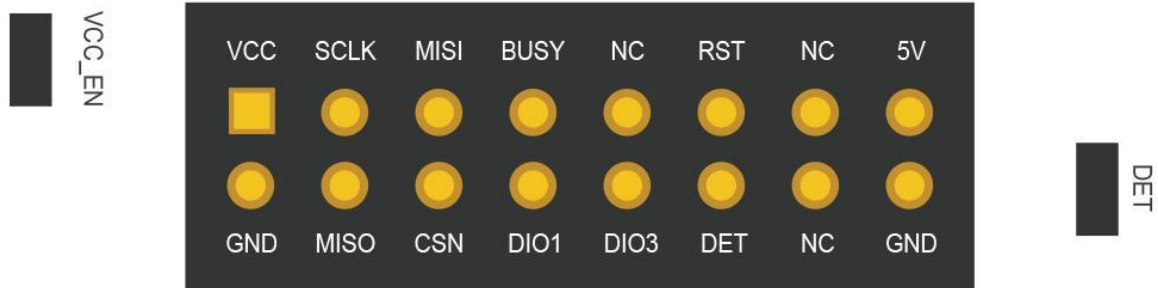 VCC_EN
VCC SCLK MISI BUSY NC RST NC 5V
GND MISO CSN DIO1 DIO3 DET NC GND
DET